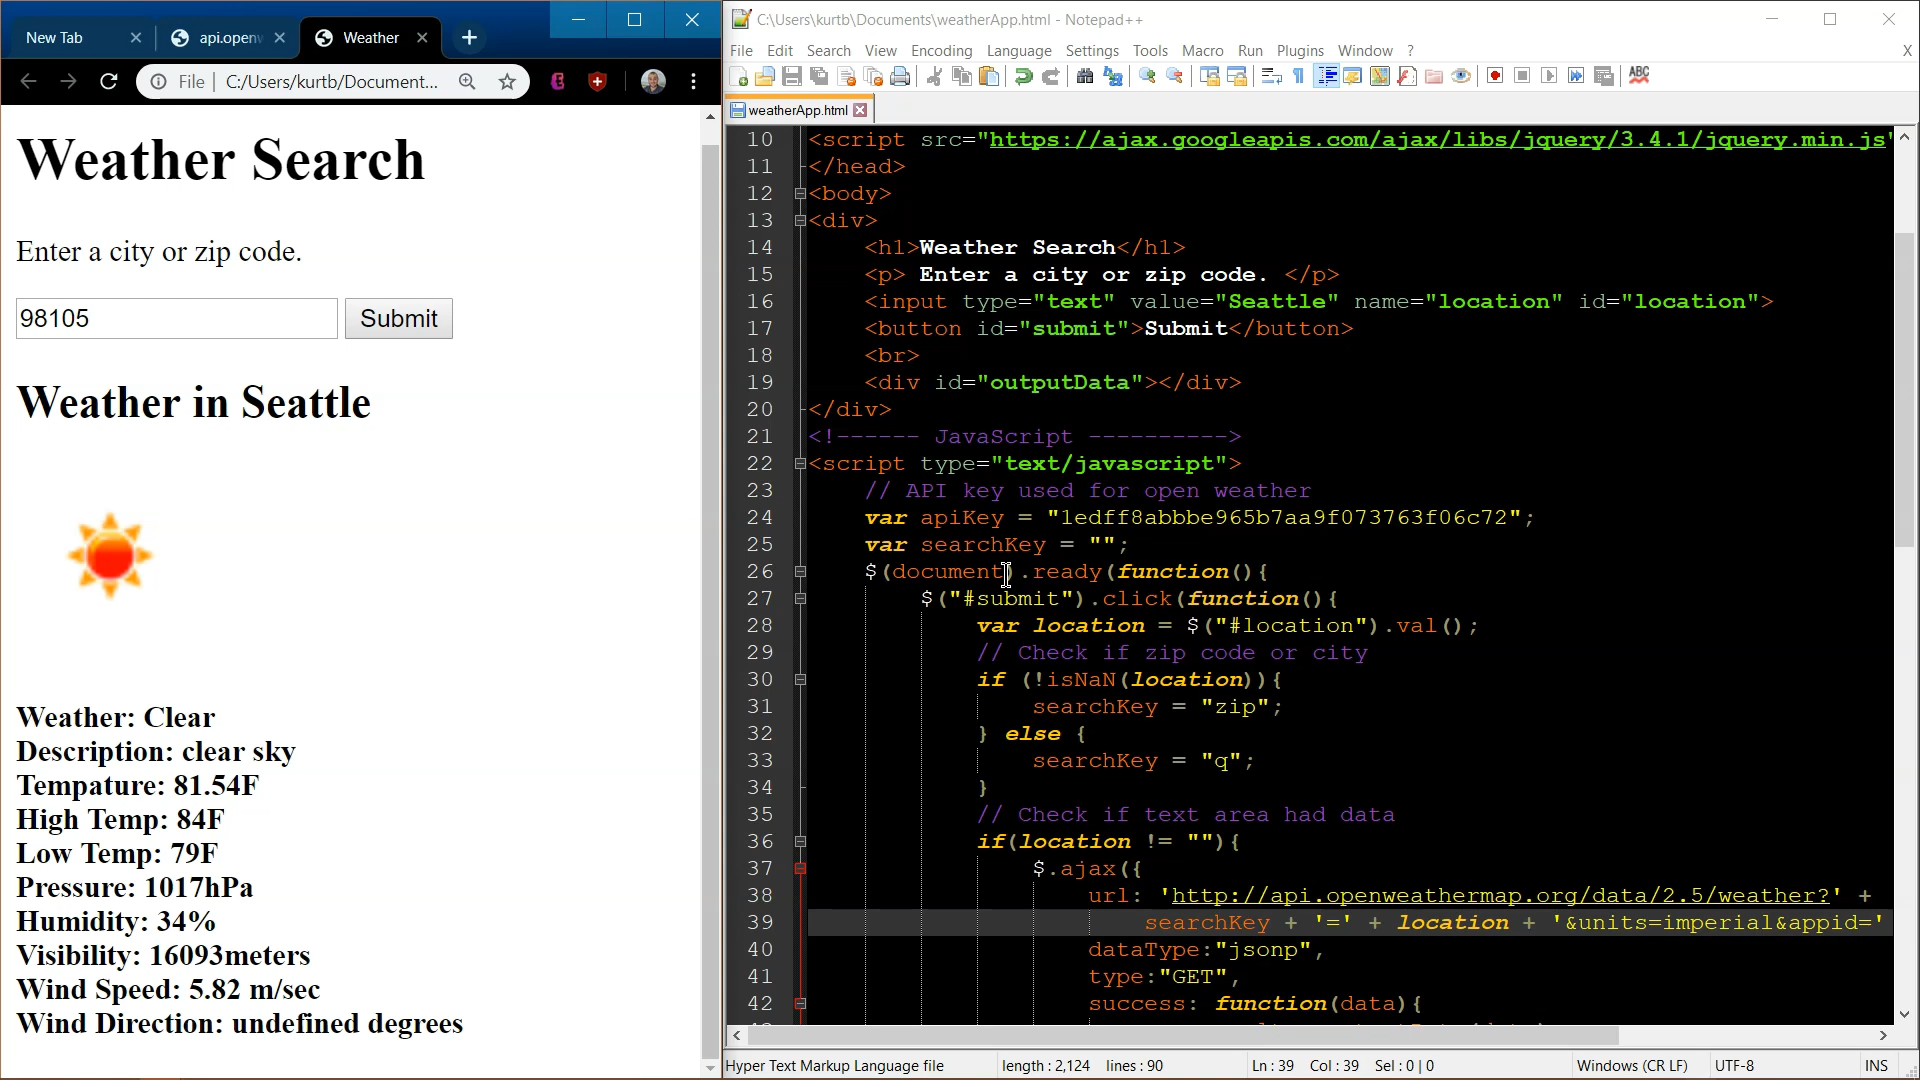 New Tab
api.openw
Weather
File
C:/Users/kurtb/Document...
Weather Search
Enter a city or zip code.
98105
Submit
Weather in Seattle
Weather: Clear
Description: clear sky
Tempature: 81.54F
High Temp: 84F
Low Temp: 79F
Pressure: 1017hPa
Humidity: 34%
Visibility: 16093meters
Wind Speed: 5.82 m/sec
Wind Direction: undefined degrees
C:\Users\kurtb\Documents\weatherApp.html - Notepad++
File Edit Search View Encoding Language Settings Tools Macro Run Plugins Window ? X
ABC
weatherApp.html
10 <script src="https://ajax.googleapis.com/ajax/libs/jquery/3.4.1/jquery.min.js"
11 </head>
12 <body>
13 <div>
14 <h1>Weather Search</h1>
15 <p> Enter a city or zip code. </p>
16 <input type="text" value="Seattle" name="location" id="location">
17 <button id="submit">Submit</button>
18 <br>
19 <div id="outputData"></div>
20 </div>
21 <!------ JavaScript ---------->
22 <script type="text/javascript">
23 // API key used for open weather
24 var apiKey = "1edff8abbbe965b7aa9f073763f06c72";
25 var searchKey = "";
26 $(document).ready(function(){
27 $("#submit").click(function(){
28 var location = $("#location").val();
29 // Check if zip code or city
30 if (!isNaN(location)){
31 searchKey = "zip";
32 } else {
33 searchKey = "q";
34 }
35 // Check if text area had data
36 if(location != ""){
37 $.ajax({
38 url: 'http://api.openweathermap.org/data/2.5/weather?' +
39 searchKey + '=' + location + '&units=imperial&appid='
40 dataType:"jsonp",
41 type:"GET",
42 success: function(data){
Hyper Text Markup Language file length : 2,124 lines : 90 Ln : 39 Col : 39 Sel : 0 | 0 Windows (CR LF) UTF-8 INS